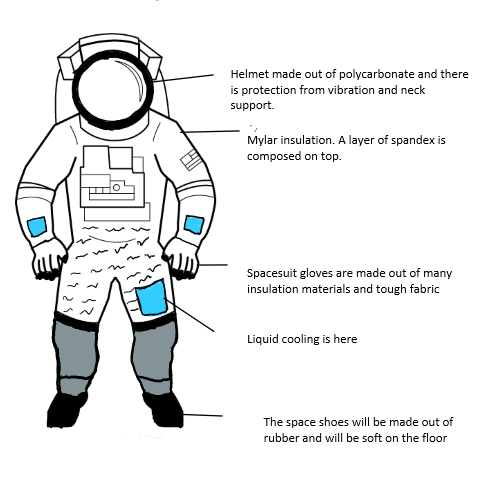 Helmet made out of polycarbonate and there
is protection from vibration and neck
support.
Mylar insulation. A layer of spandex is
composed on top.
Spacesuit gloves are made out of many
insulation materials and tough fabric
Liquid cooling is here
The space shoes will be made out of
rubber and will be soft on the floor